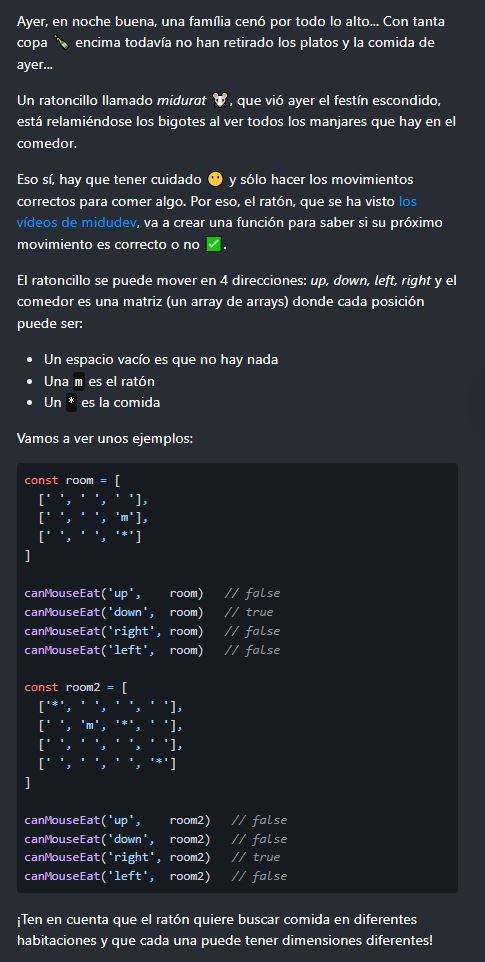 Ayer, en noche buena, una família cenó por todo lo alto... Con tanta
copa 🍾 encima todavía no han retirado los platos y la comida de
ayer...
Un ratoncillo llamado midurat 🐭, que vió ayer el festín escondido,
está relamiéndose los bigotes al ver todos los manjares que hay en el
comedor.
Eso sí, hay que tener cuidado 😶 y sólo hacer los movimientos
correctos para comer algo. Por eso, el ratón, que se ha visto los
vídeos de midudev, va a crear una función para saber si su próximo
movimiento es correcto o no ✅.
El ratoncillo se puede mover en 4 direcciones: up, down, left, right y el
comedor es una matriz (un array de arrays) donde cada posición
puede ser:
• Un espacio vacío es que no hay nada
• Una m es el ratón
• Un * es la comida
Vamos a ver unos ejemplos:
const room = [
  [' ', ' ', ' '],
  [' ', ' ', 'm'],
  [' ', ' ', '*']
]
canMouseEat('up',    room)   // false
canMouseEat('down',  room)   // true
canMouseEat('right', room)   // false
canMouseEat('left',  room)   // false
const room2 = [
  ['*', ' ', ' ', ' '],
  [' ', 'm', '*', ' '],
  [' ', ' ', ' ', ' '],
  [' ', ' ', ' ', '*']
]
canMouseEat('up',    room2)   // false
canMouseEat('down',  room2)   // false
canMouseEat('right', room2)   // true
canMouseEat('left',  room2)   // false
¡Ten en cuenta que el ratón quiere buscar comida en diferentes
habitaciones y que cada una puede tener dimensiones diferentes!